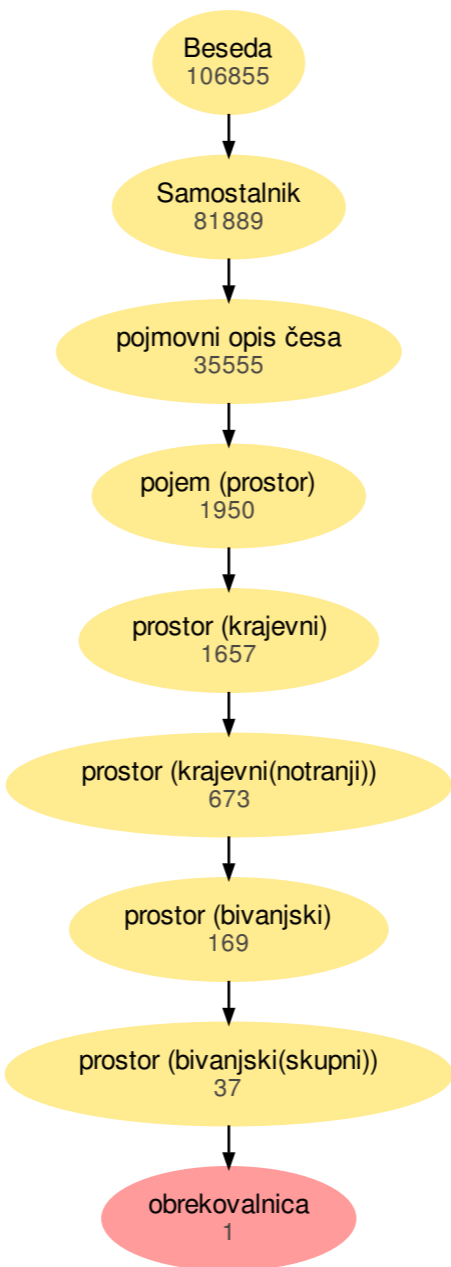 Beseda
106855
Samostalnik
81889
pojmovni opis česa
35555
pojem (prostor)
1950
prostor (krajevni)
1657
prostor (krajevni(notranji))
673
prostor (bivanjski)
169
prostor (bivanjski(skupni))
37
obrekovalnica
1